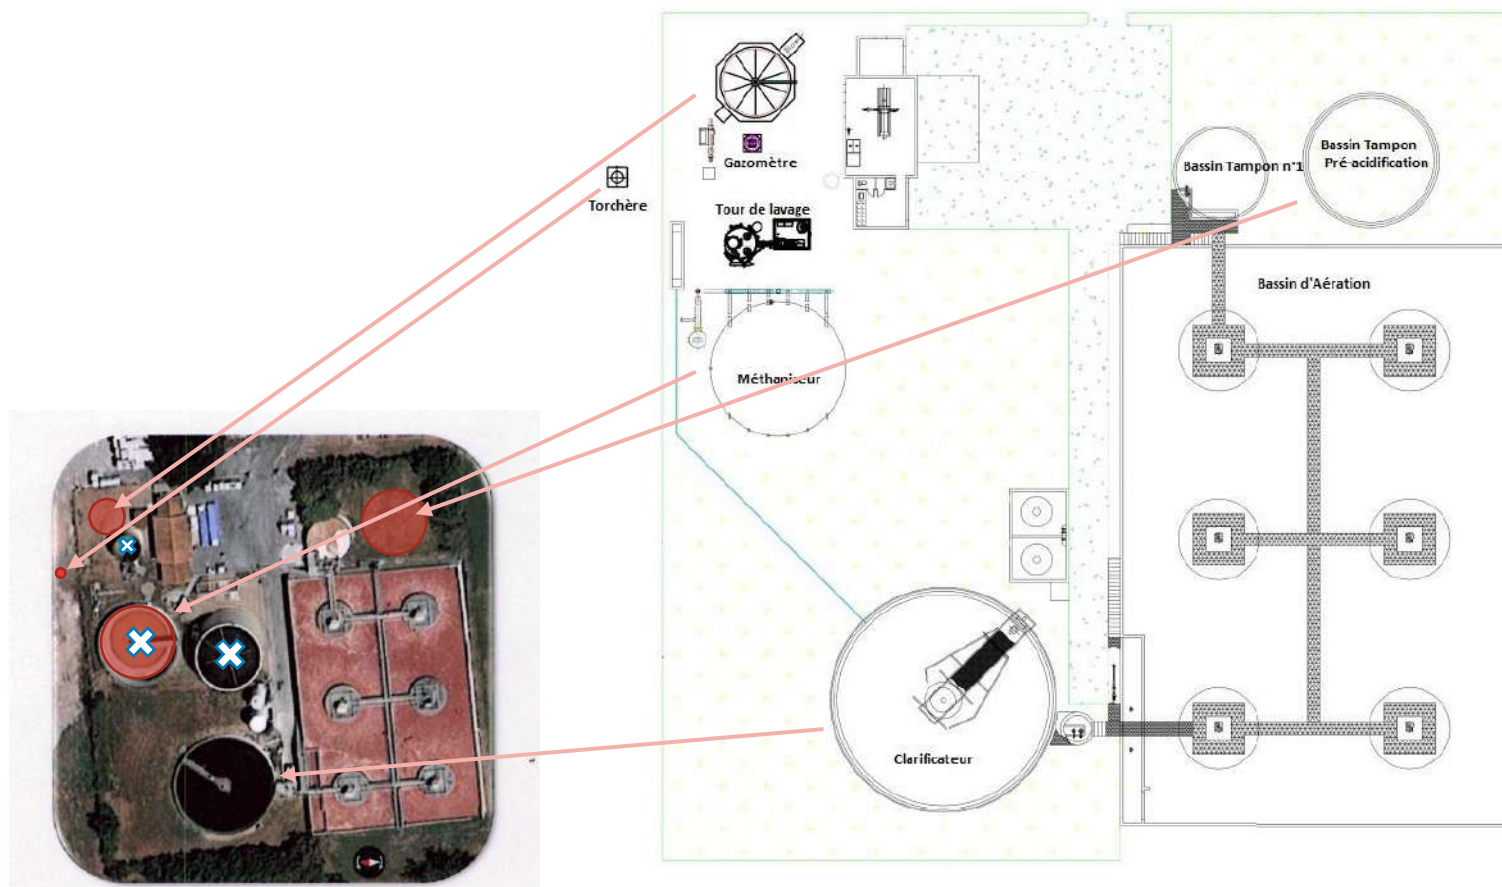 Gazomètre
Torchère
Tour de lavage
Méthaniseur
Bassin Tampon n°1
Bassin Tampon
Pré-acidification
Bassin d'Aération
Clarificateur